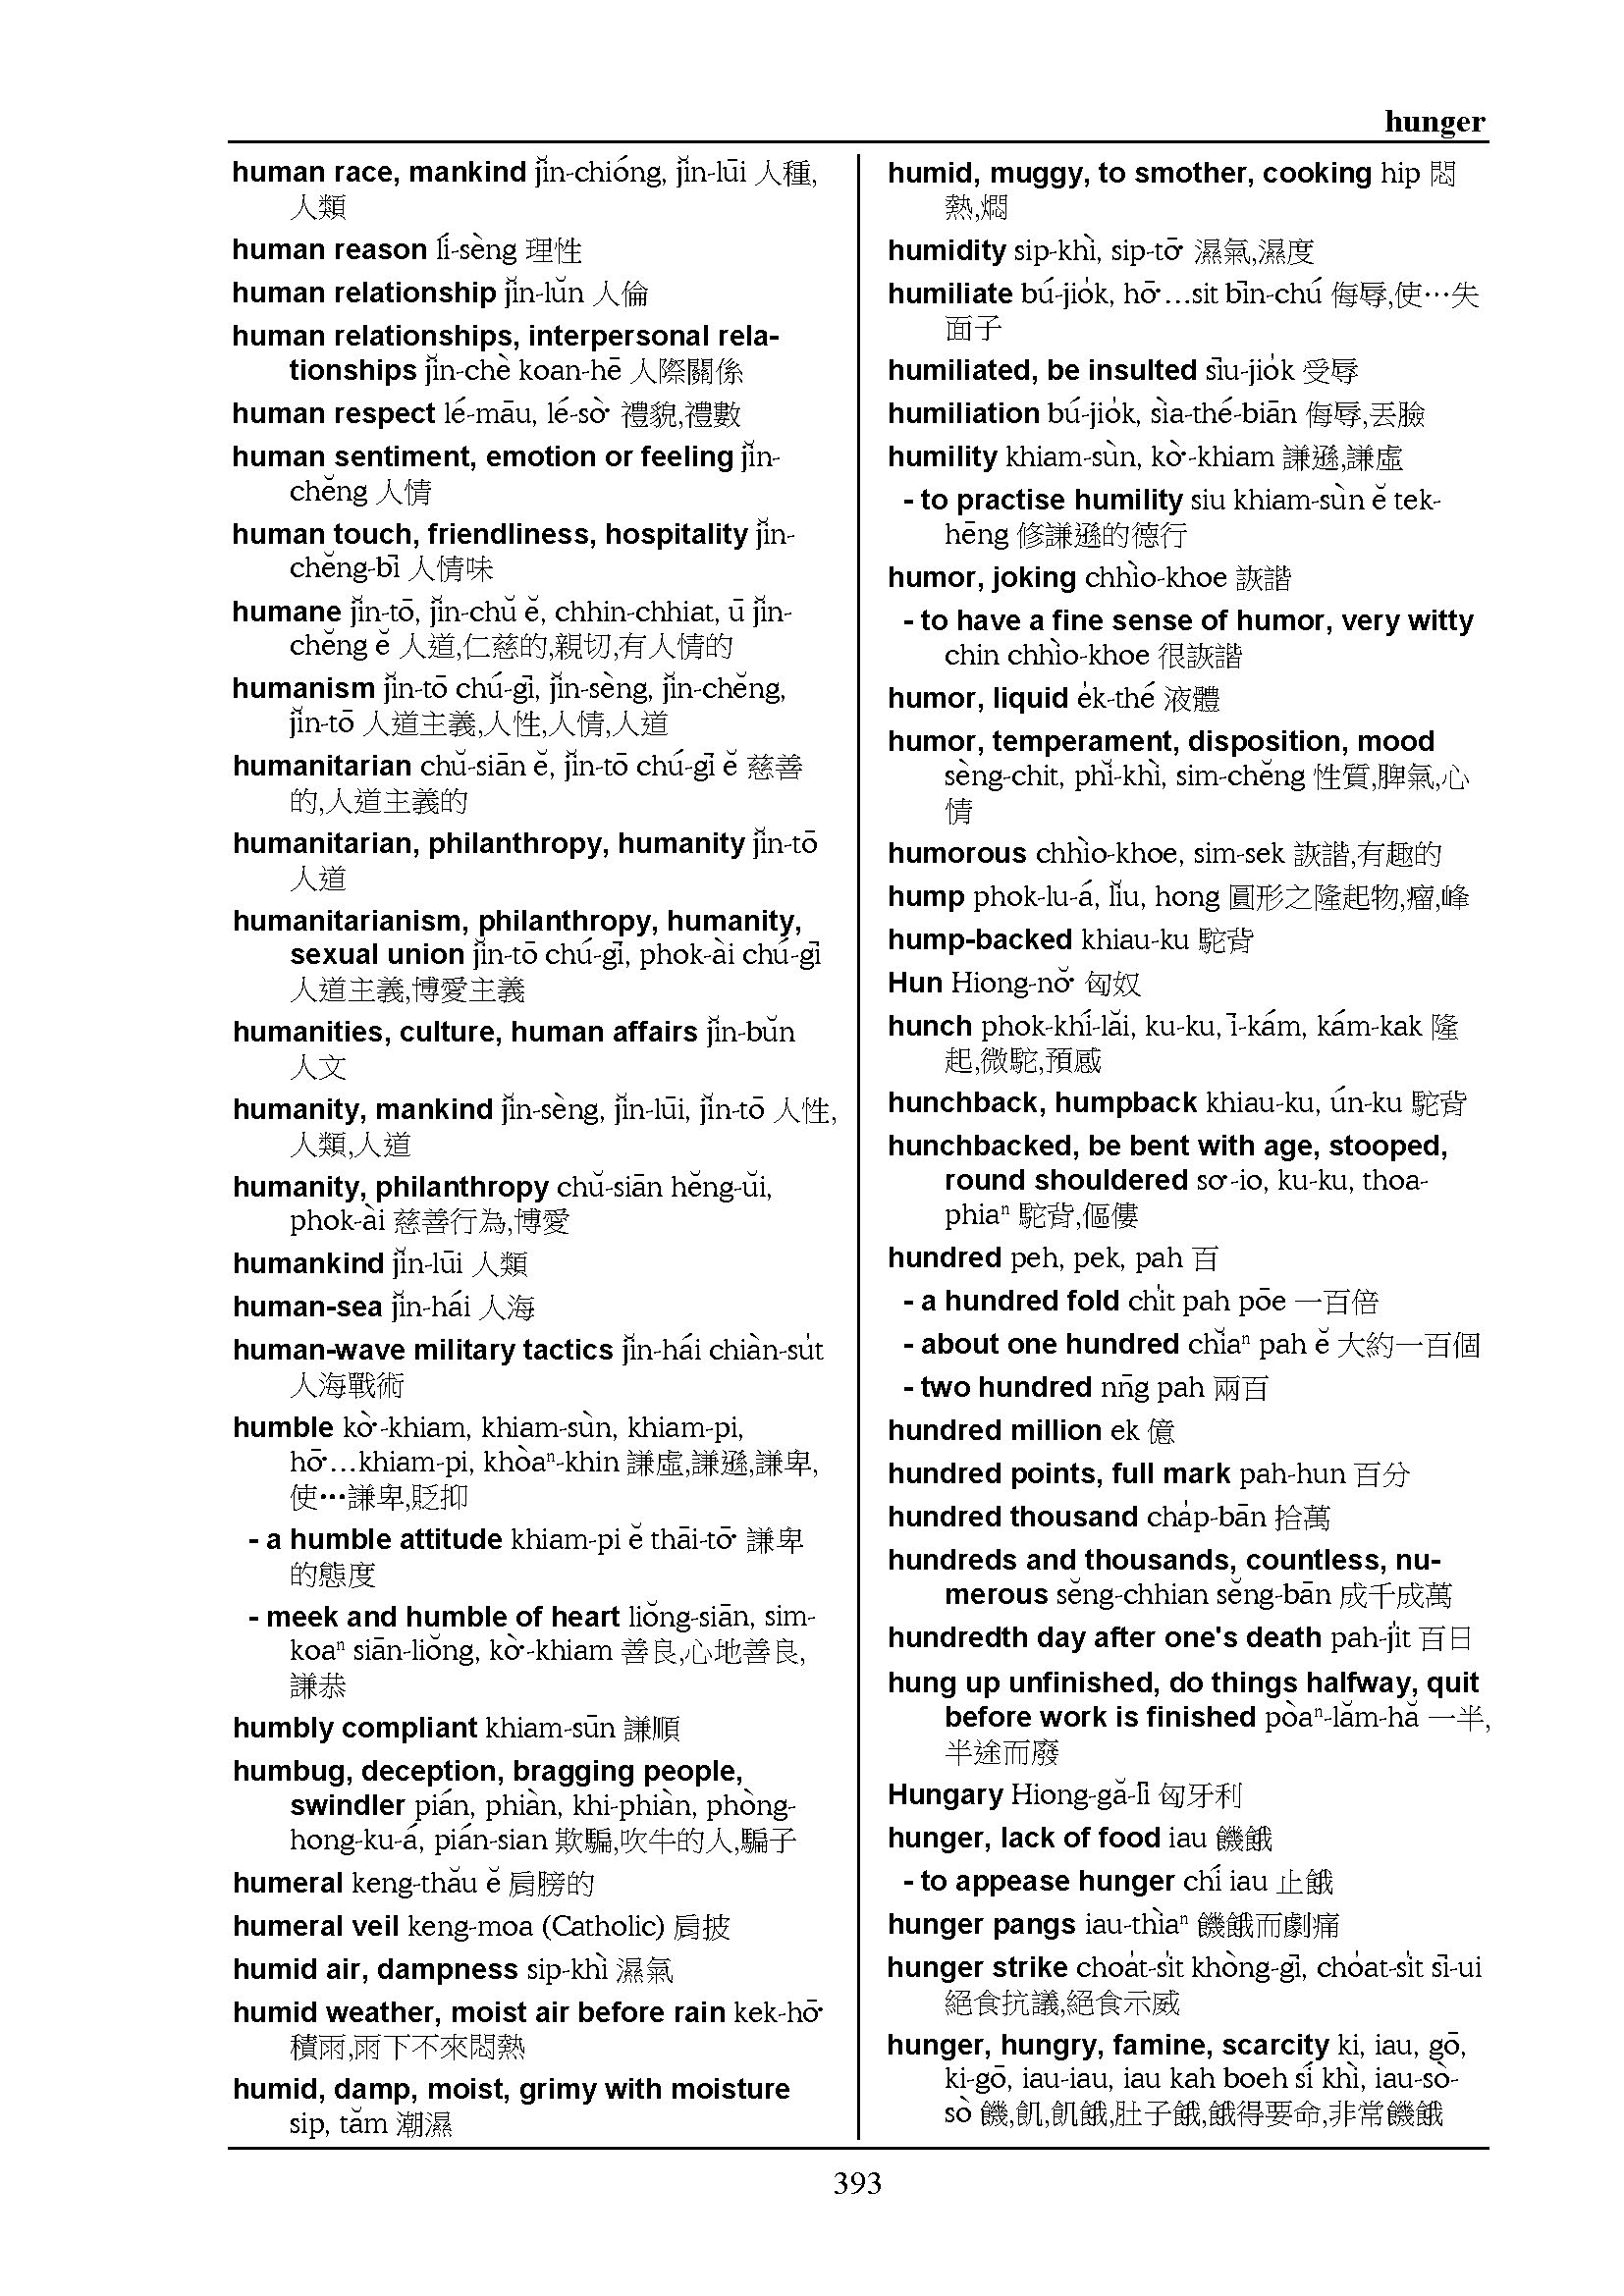 hunger
human race, mankind jĭn-chióng, jĭn-lūi 人種,
人類
human reason lí-sèng 理性
human relationship jĭn-lŭn 人倫
human relationships, interpersonal rela-
tionships jĭn-chè koan-hē 人際關係
human respect lé-māu, lé-sò͘ 禮貌,禮數
human sentiment, emotion or feeling jĭn-
chĕng 人情
human touch, friendliness, hospitality jĭn-
chĕng-bī 人情味
humane jĭn-tō, jĭn-chŭ ĕ, chhin-chhiat, ū jĭn-
chĕng ĕ 人道,仁慈的,親切,有人情的
humanism jĭn-tō chú-gī, jĭn-sèng, jĭn-chĕng,
jĭn-tō 人道主義,人性,人情,人道
humanitarian chŭ-siān ĕ, jĭn-tō chú-gī ĕ 慈善
的,人道主義的
humanitarian, philanthropy, humanity jĭn-tō
人道
humanitarianism, philanthropy, humanity,
sexual union jĭn-tō chú-gī, phok-ài chú-gī
人道主義,博愛主義
humanities, culture, human affairs jĭn-bŭn
人文
humanity, mankind jĭn-sèng, jĭn-lūi, jĭn-tō 人性,
人類,人道
humanity, philanthropy chŭ-siān hĕng-ŭi,
phok-ài 慈善行為,博愛
humankind jĭn-lūi 人類
human-sea jĭn-hái 人海
human-wave military tactics jĭn-hái chiàn-su̍t
人海戰術
humble kò͘-khiam, khiam-sùn, khiam-pi,
hō͘…khiam-pi, khòaⁿ-khin 謙虛,謙遜,謙卑,
使…謙卑,貶抑
- a humble attitude khiam-pi ĕ thāi-tō͘ 謙卑
的態度
- meek and humble of heart liŏng-siān, sim-
koaⁿ siān-liŏng, kò͘-khiam 善良,心地善良,
謙恭
humbly compliant khiam-sūn 謙順
humbug, deception, bragging people,
swindler pián, phiàn, khi-phiàn, phòng-
hong-ku-á, pián-sian 欺騙,吹牛的人,騙子
humeral keng-thău ĕ 肩膀的
humeral veil keng-moa (Catholic) 肩披
humid air, dampness sip-khì 濕氣
humid weather, moist air before rain kek-hō͘
積雨,雨下不來悶熱
humid, damp, moist, grimy with moisture
sip, tăm 潮濕
humid, muggy, to smother, cooking hip 悶
熱,燜
humidity sip-khì, sip-tō͘ 濕氣,濕度
humiliate bú-jio̍k, hō͘…sit bīn-chú 侮辱,使…失
面子
humiliated, be insulted sīu-jio̍k 受辱
humiliation bú-jio̍k, sìa-thé-biān 侮辱,丟臉
humility khiam-sùn, kò͘-khiam 謙遜,謙虛
- to practise humility siu khiam-sùn ĕ tek-
hēng 修謙遜的德行
humor, joking chhìo-khoe 詼諧
- to have a fine sense of humor, very witty
chin chhìo-khoe 很詼諧
humor, liquid e̍k-thé 液體
humor, temperament, disposition, mood
sèng-chit, phĭ-khì, sim-chĕng 性質,脾氣,心
情
humorous chhìo-khoe, sim-sek 詼諧,有趣的
hump phok-lu-á, lĭu, hong 圓形之隆起物,瘤,峰
hump-backed khiau-ku 駝背
Hun Hiong-nŏ͘ 匈奴
hunch phok-khí-lăi, ku-ku, ī-kám, kám-kak 隆
起,微駝,預感
hunchback, humpback khiau-ku, ún-ku 駝背
hunchbacked, be bent with age, stooped,
round shouldered so͘-io, ku-ku, thoa-
phiaⁿ 駝背,傴僂
hundred peh, pek, pah 百
- a hundred fold chi̍t pah pōe 一百倍
- about one hundred chĭaⁿ pah ĕ 大約一百個
- two hundred nn̄g pah 兩百
hundred million ek 億
hundred points, full mark pah-hun 百分
hundred thousand cha̍p-bān 拾萬
hundreds and thousands, countless, nu-
merous sĕng-chhian sĕng-bān 成千成萬
hundredth day after one's death pah-ji̍t 百日
hung up unfinished, do things halfway, quit
before work is finished pòaⁿ-lăm-hă 一半,
半途而廢
Hungary Hiong-gă-lī 匈牙利
hunger, lack of food iau 饑餓
- to appease hunger chí iau 止餓
hunger pangs iau-thìaⁿ 饑餓而劇痛
hunger strike choa̍t-si̍t khòng-gī, cho̍at-si̍t sī-ui
絕食抗議,絕食示威
hunger, hungry, famine, scarcity ki, iau, gō,
ki-gō, iau-iau, iau kah boeh sí khì, iau-sò-
sò 饑,飢,飢餓,肚子餓,餓得要命,非常饑餓
393